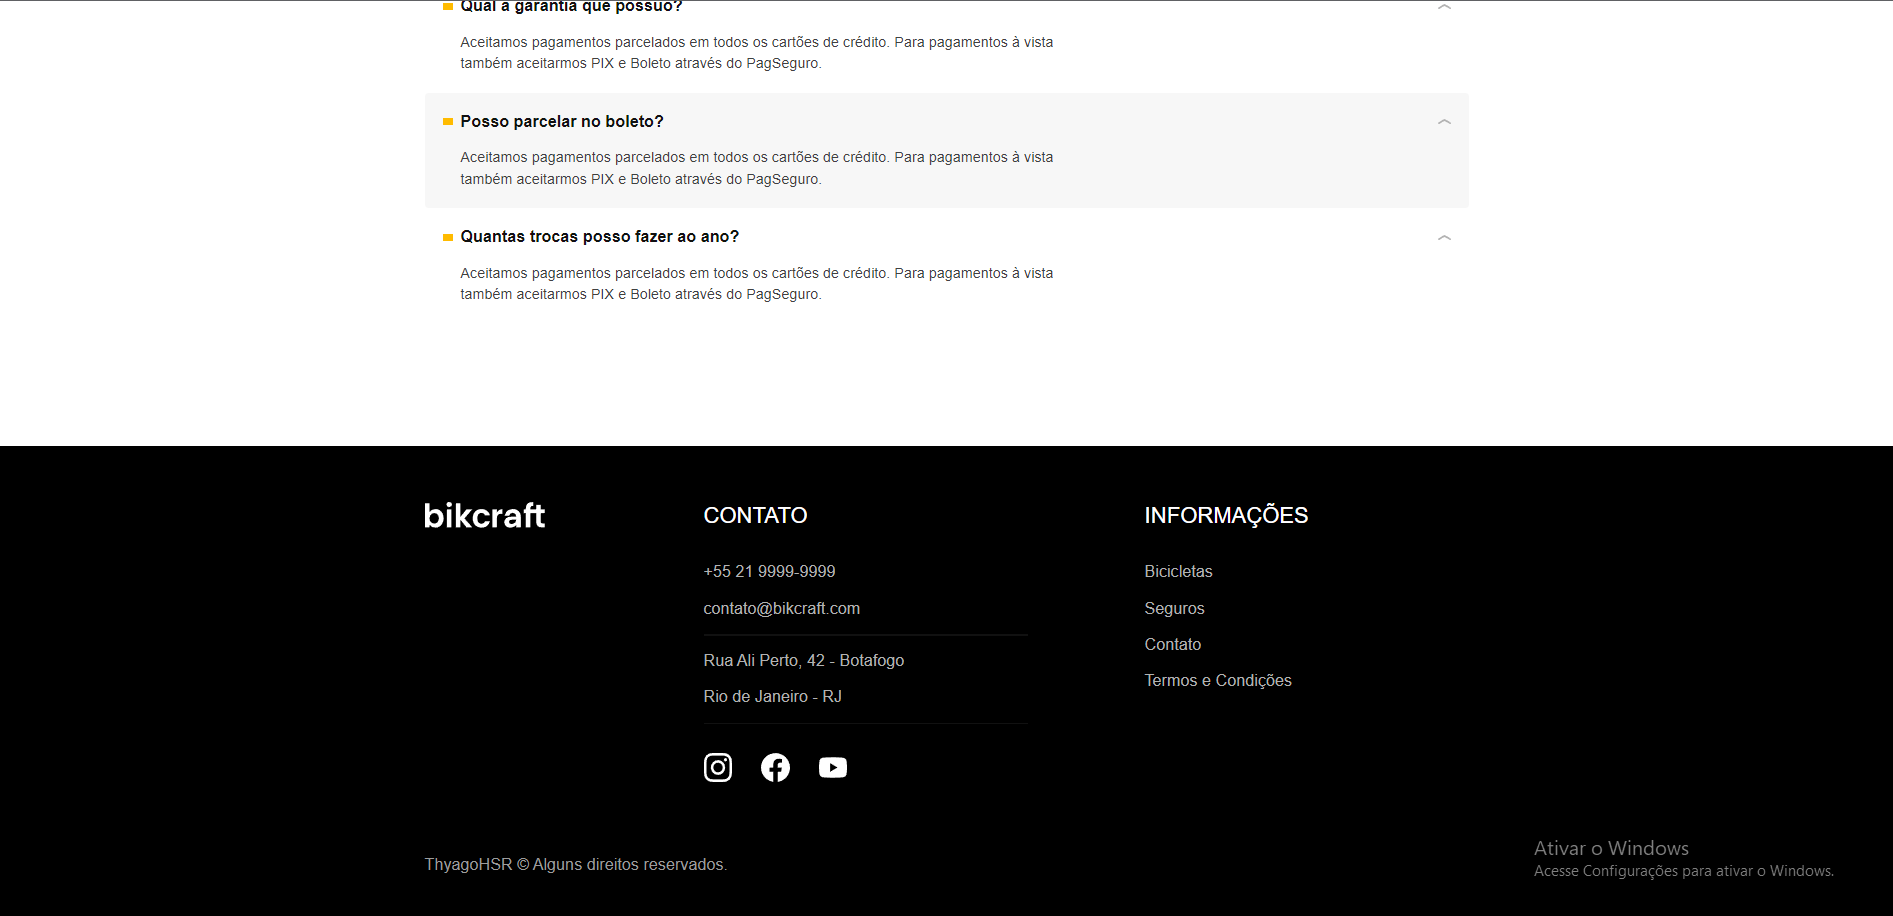 Qual a garantia que possuo?
Aceitamos pagamentos parcelados em todos os cartões de crédito. Para pagamentos à vista
também aceitarmos PIX e Boleto através do PagSeguro.
Posso parcelar no boleto?
Aceitamos pagamentos parcelados em todos os cartões de crédito. Para pagamentos à vista
também aceitarmos PIX e Boleto através do PagSeguro.
Quantas trocas posso fazer ao ano?
Aceitamos pagamentos parcelados em todos os cartões de crédito. Para pagamentos à vista
também aceitarmos PIX e Boleto através do PagSeguro.
bikcraft
CONTATO
+55 21 9999-9999
contato@bikcraft.com
Rua Ali Perto, 42 - Botafogo
Rio de Janeiro - RJ
INFORMAÇÕES
Bicicletas
Seguros
Contato
Termos e Condições
ThyagoHSR © Alguns direitos reservados.
Ativar o Windows
Acesse Configurações para ativar o Windows.